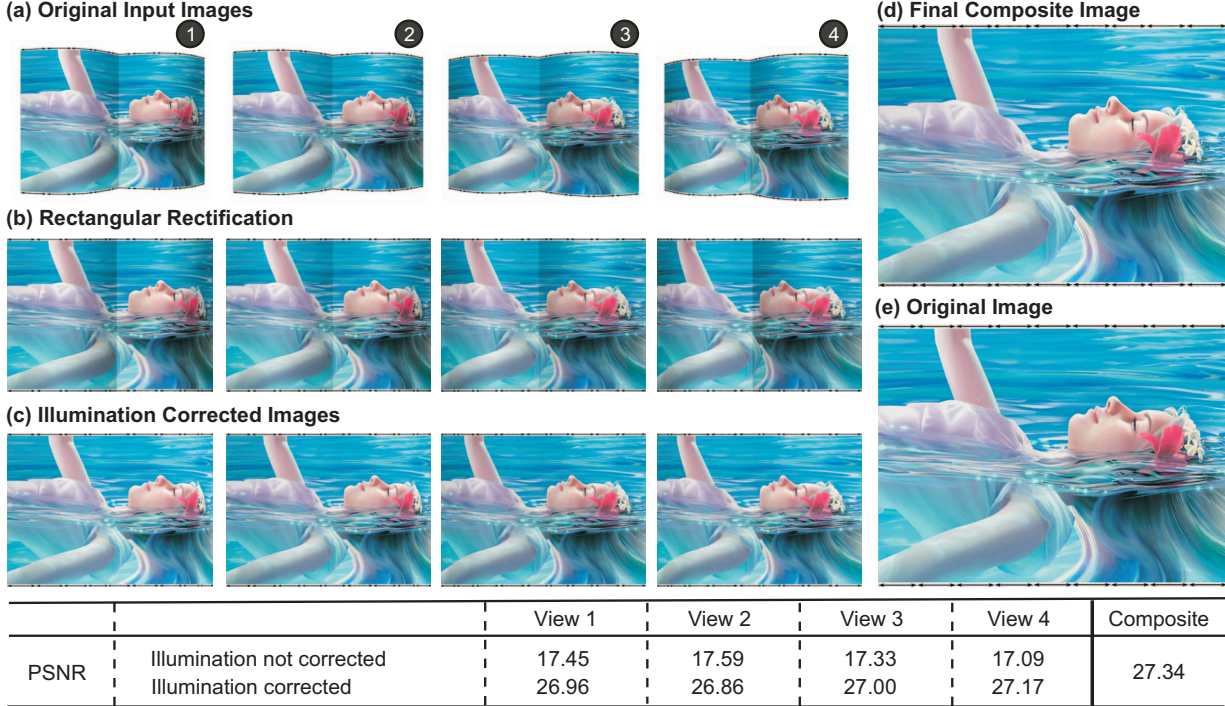 (a) Original Input Images
1
2
3
4
(b) Rectangular Rectification
(c) Illumination Corrected Images
(d) Final Composite Image
(e) Original Image
View 1 View 2 View 3 View 4 Composite
PSNR
Illumination not corrected 17.45 17.59 17.33 17.09
Illumination corrected 26.96 26.86 27.00 27.17
27.34